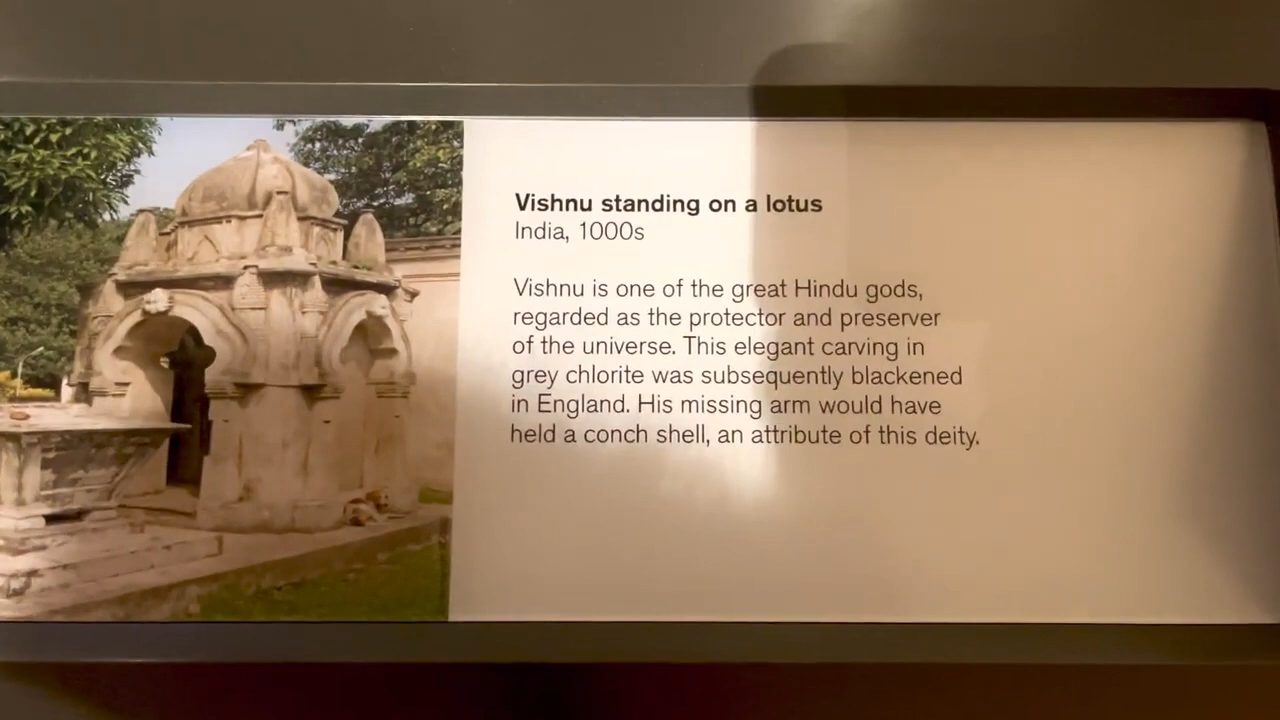 Vishnu standing on a lotus
India, 1000s
Vishnu is one of the great Hindu gods,
regarded as the protector and preserver
of the universe. This elegant carving in
grey chlorite was subsequently blackened
in England. His missing arm would have
held a conch shell, an attribute of this deity.